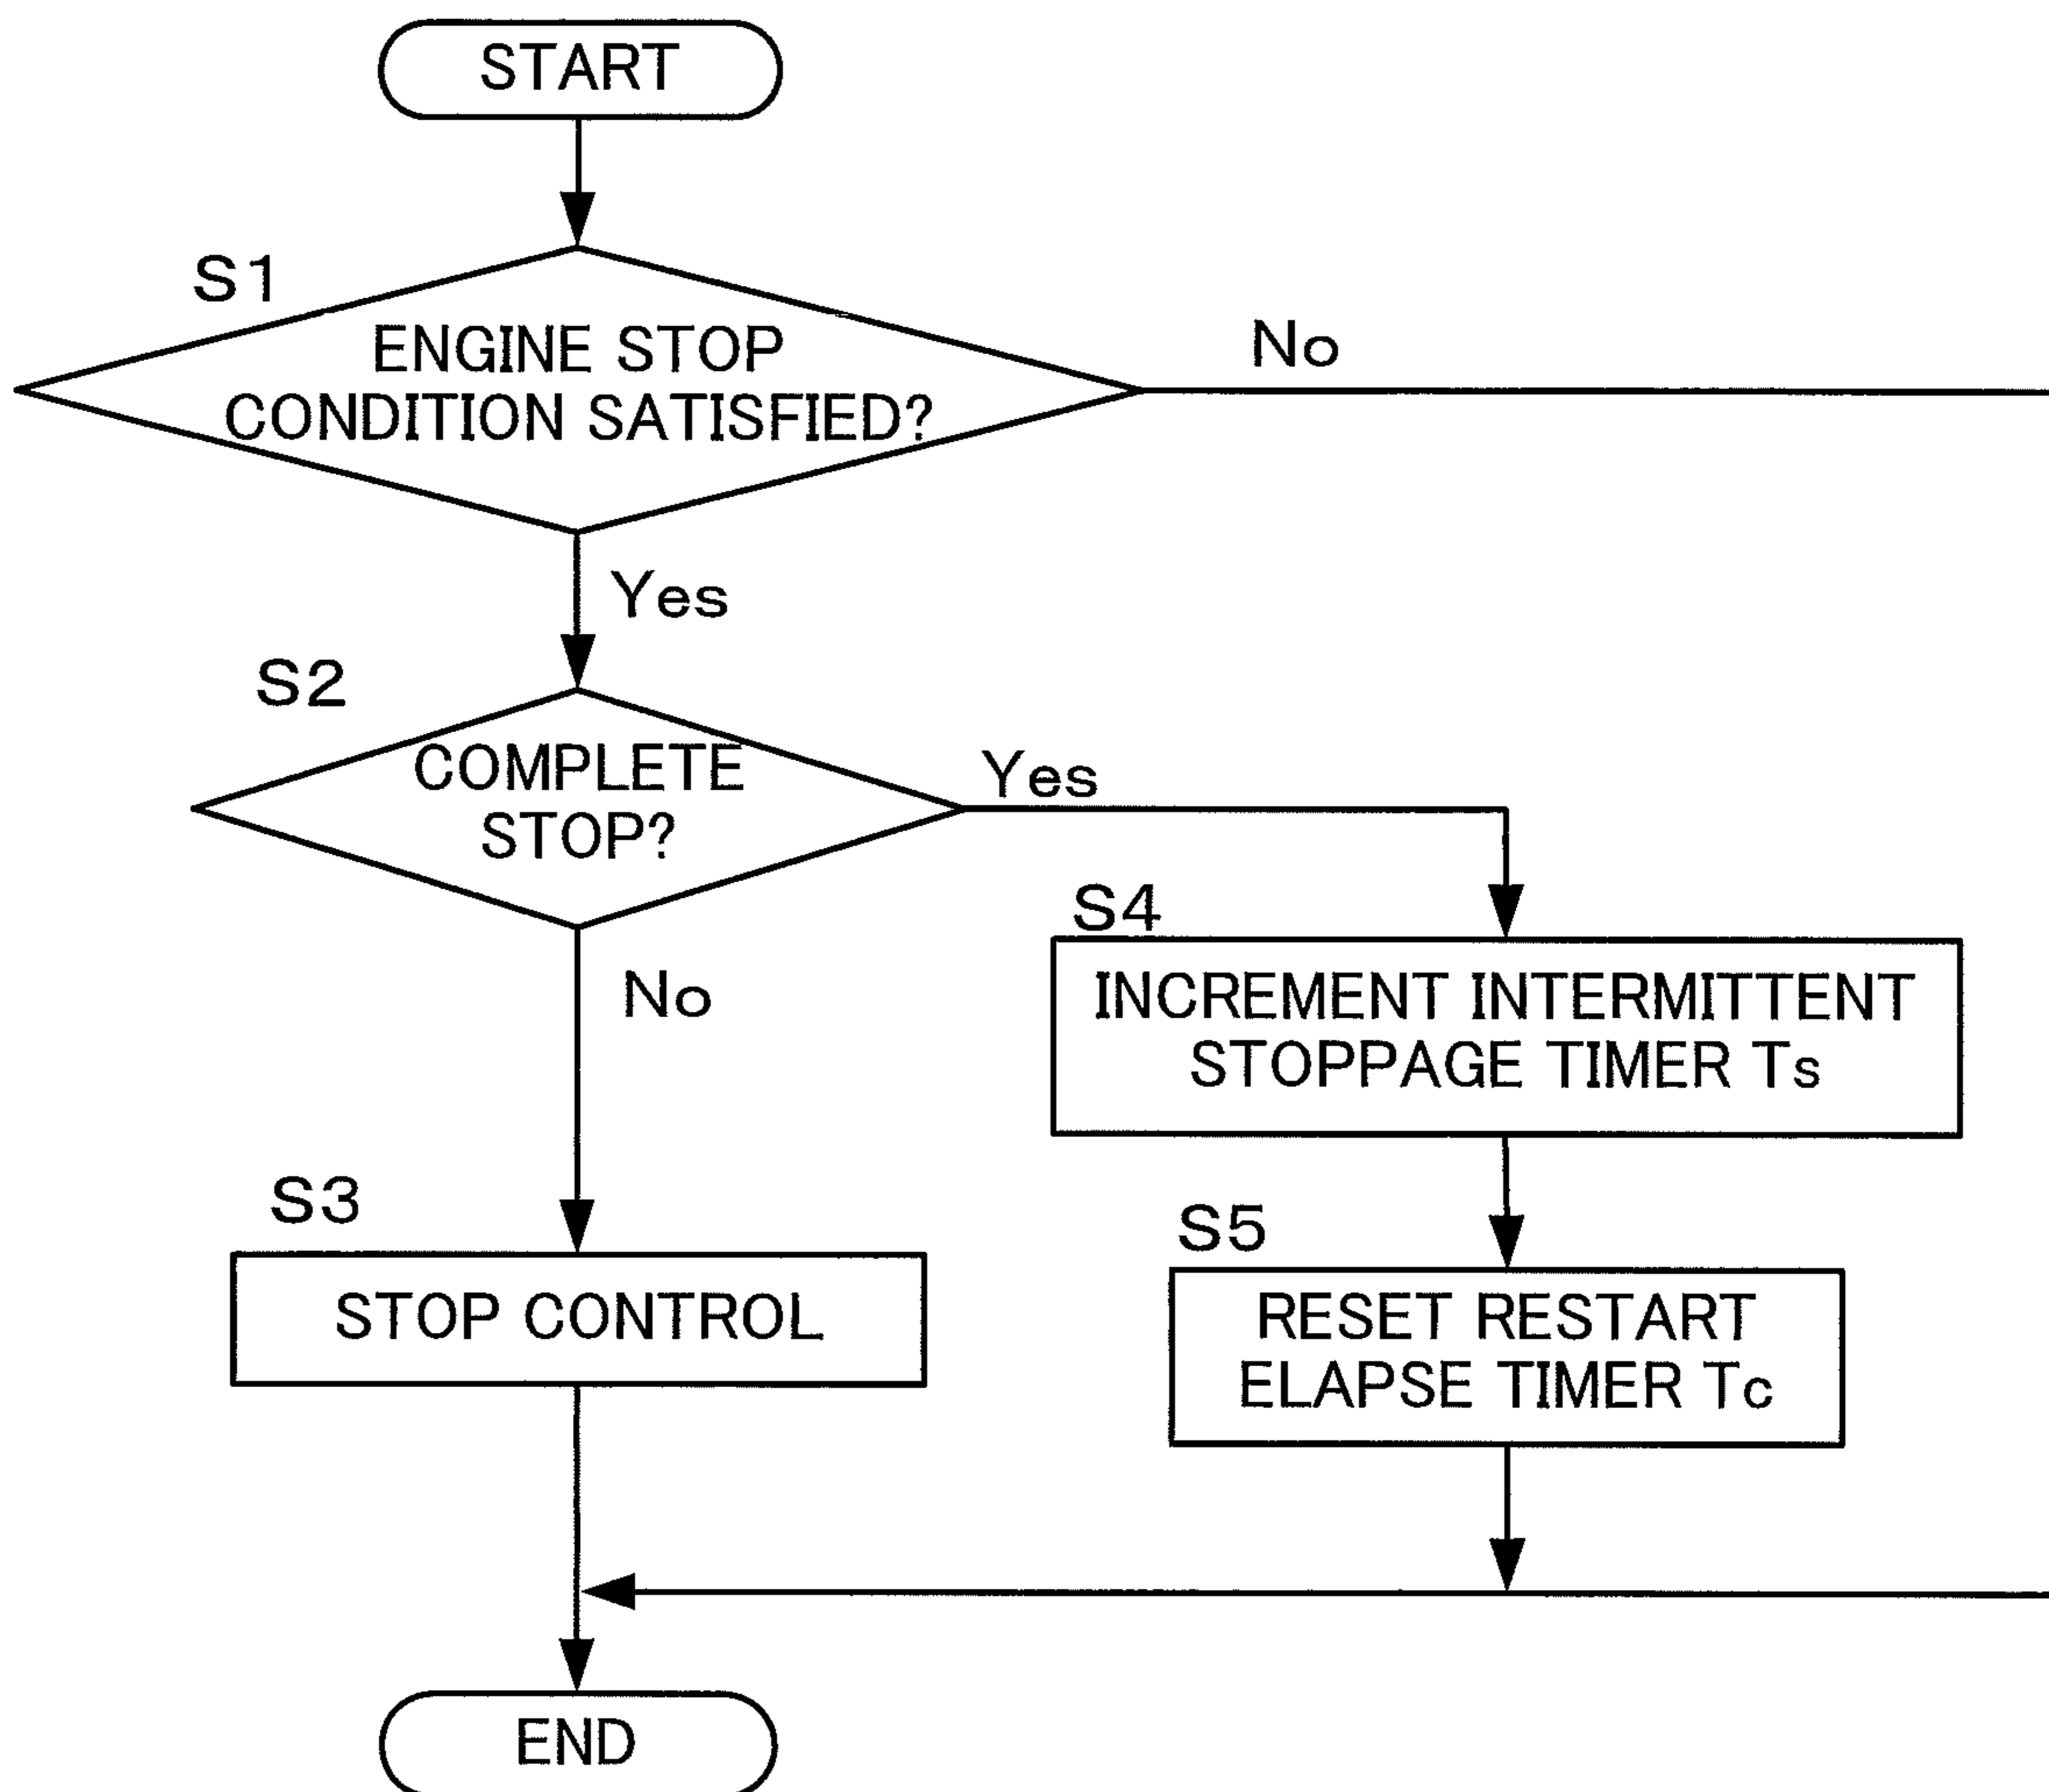 START
S1
ENGINE STOP
CONDITION SATISFIED?
No
Yes
S2
COMPLETE
STOP?
Yes
No
S4
INCREMENT INTERMITTENT
STOPPAGE TIMER Ts
S3
STOP CONTROL
S5
RESET RESTART
ELAPSE TIMER Tc
END